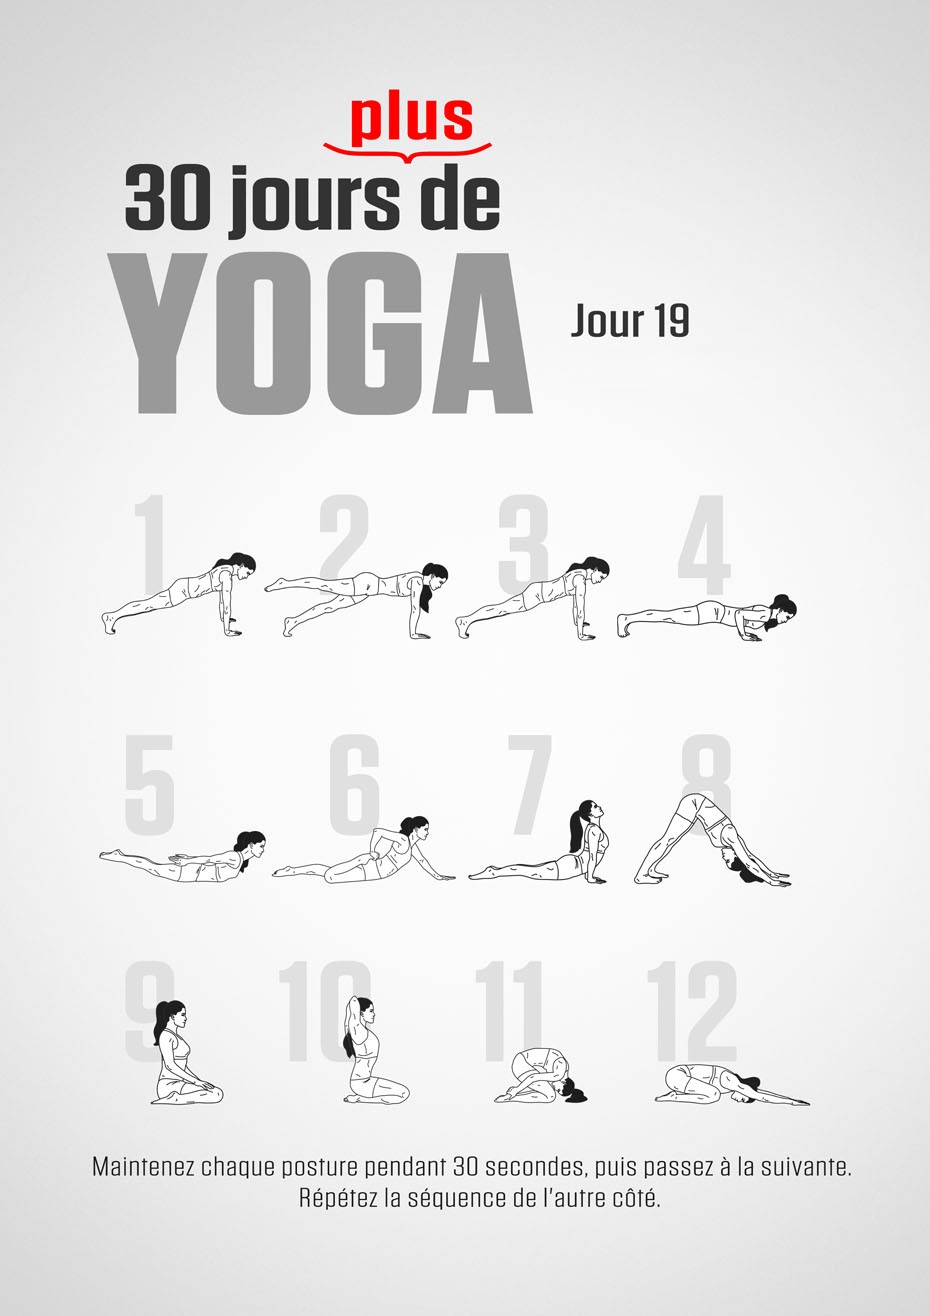 plus
30 jours de
YOGA
Jour 19
1 2 3 4
5 6 7 8
9 10 11 12
Maintenez chaque posture pendant 30 secondes, puis passez à la suivante.
Répétez la séquence de l'autre côté.